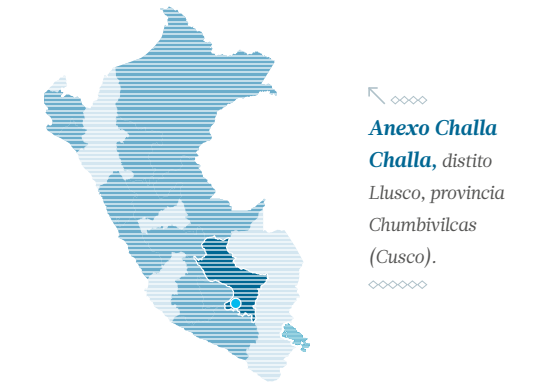 Anexo Challa
Challa, distito
Llusco, provincia
Chumbivilcas
(Cusco).